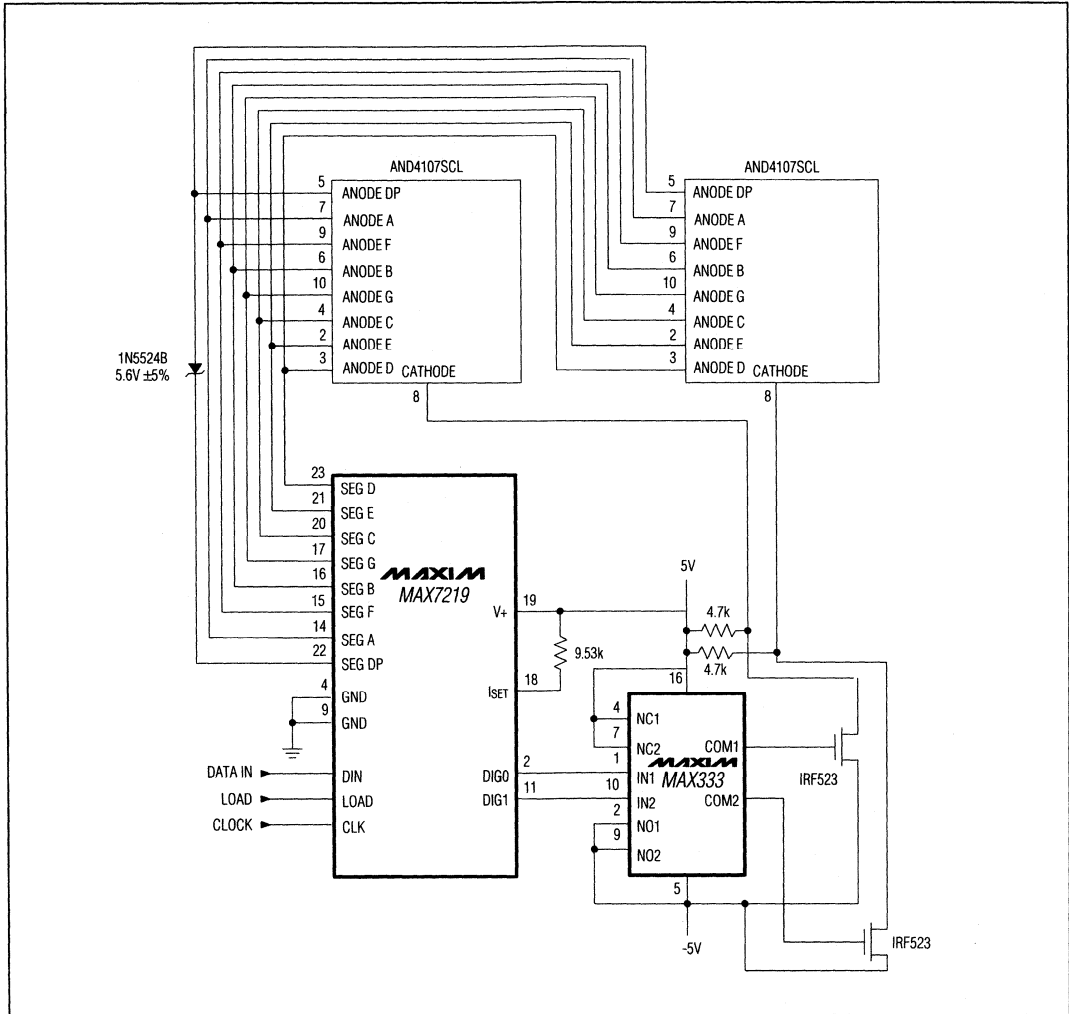 AND4107SCL
5
ANODE DP
7
ANODE A
9
ANODE F
6
ANODE B
10
ANODE G
4
ANODE C
2
ANODE E
3
ANODE D
CATHODE
8
AND4107SCL
5
ANODE DP
7
ANODE A
9
ANODE F
6
ANODE B
10
ANODE G
4
ANODE C
2
ANODE E
3
ANODE D
CATHODE
8
1N5524B
5.6V ±5%
23
SEG D
21
SEG E
20
SEG C
17
SEG G
16
SEG B
15
SEG F
14
SEG A
22
SEG DP
4
GND
9
GND
MAXIM
MAX7219
V+
19
9.53k
ISET
18
DATA IN
DIN
LOAD
LOAD
CLOCK
CLK
DIG0
2
DIG1
11
5V
4.7k
4.7k
16
4
NC1
7
NC2
1
IN1
10
IN2
2
NO1
9
NO2
COM1
MAXIM
MAX333
COM2
5
-5V
IRF523
IRF523